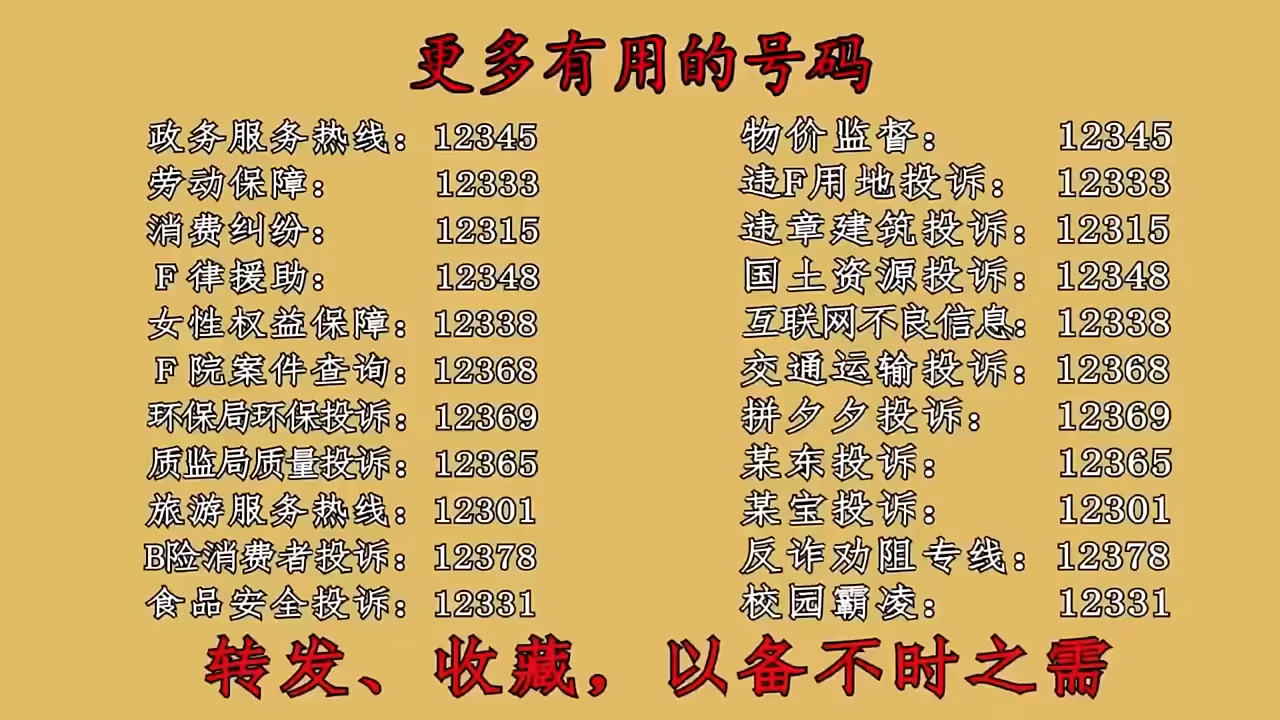 更多有用的号码
政务服务热线：12345
劳动保障：12333
消费纠纷：12315
F律援助：12348
女性权益保障：12338
F院案件查询：12368
环保局环保投诉：12369
质监局质量投诉：12365
旅游服务热线：12301
B险消费者投诉：12378
食品安全投诉：12331
物价监督：12345
违F用地投诉：12333
违章建筑投诉：12315
国土资源投诉：12348
互联网不良信息：12338
交通运输投诉：12368
拼夕夕投诉：12369
某东投诉：12365
某宝投诉：12301
反诈劝阻专线：12378
校园霸凌：12331
转发、收藏，以备不时之需